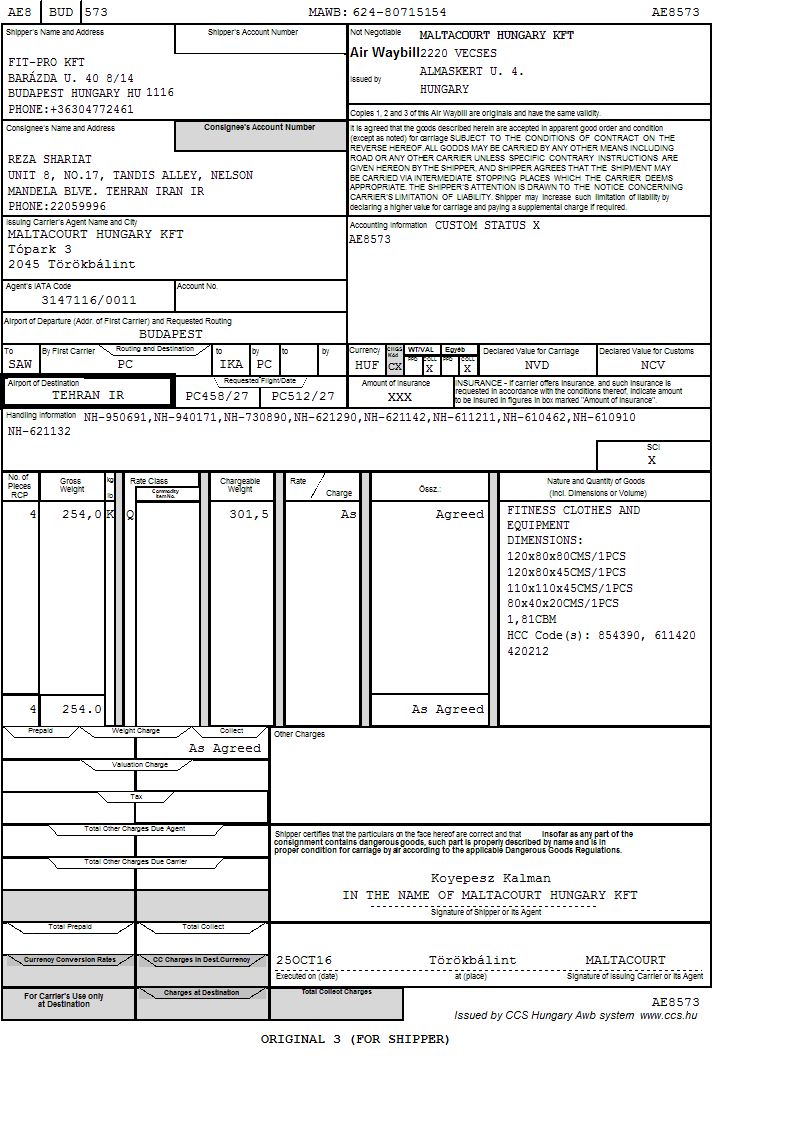 AE8 BUD 573 MAWB: 624-80715154 AE8573
Shipper's Name and Address
Shipper's Account Number
FIT-PRO KFT
BARÁZDA U. 40 8/14
BUDAPEST HUNGARY HU 1116
PHONE:+36304772461
Not Negotiable
Air Waybill
Issued by
MALTACOURT HUNGARY KFT
2220 VECSES
ALMASKERT U. 4.
HUNGARY
Copies 1, 2 and 3 of this Air Waybill are originals and have the same validity.
Consignee's Name and Address
Consignee's Account Number
REZA SHARIAT
UNIT 8, NO.17, TANDIS ALLEY, NELSON
MANDELA BLVE. TEHRAN IRAN IR
PHONE:22059996
It is agreed that the goods described herein are accepted in apparent good order and condition
(except as noted) for carriage SUBJECT TO THE CONDITIONS OF CONTRACT ON THE
REVERSE HEREOF. ALL GOODS MAY BE CARRIED BY ANY OTHER MEANS INCLUDING
ROAD OR ANY OTHER CARRIER UNLESS SPECIFIC CONTRARY INSTRUCTIONS ARE
GIVEN HEREON BY THE SHIPPER, AND SHIPPER AGREES THAT THE SHIPMENT MAY
BE CARRIED VIA INTERMEDIATE STOPPING PLACES WHICH THE CARRIER DEEMS
APPROPRIATE. THE SHIPPER'S ATTENTION IS DRAWN TO THE NOTICE CONCERNING
CARRIER'S LIMITATION OF LIABILITY. Shipper may increase such limitation of liability by
declaring a higher value for carriage and paying a supplemental charge if required.
Issuing Carrier's Agent Name and City
MALTACOURT HUNGARY KFT
Tópark 3
2045 Törökbálint
Accounting Information CUSTOM STATUS X
AE8573
Agent's IATA Code
3147116/0011
Account No.
Airport of Departure (Addr. of First Carrier) and Requested Routing
BUDAPEST
To By First Carrier Routing and Destination to by to by
SAW PC IKA PC
Currency CHGS Kód WT/VAL Egyéb Declared Value for Carriage Declared Value for Customs
PPD COLL PPD COLL
HUF CX X X NVD NCV
Airport of Destination
TEHRAN IR
Requested Flight/Date
PC458/27 PC512/27
Amount of Insurance
XXX
INSURANCE - If carrier offers insurance, and such insurance is
requested in accordance with the conditions thereof, indicate amount
to be insured in figures in box marked "Amount of Insurance".
Handling Information NH-950691,NH-940171,NH-730890,NH-621290,NH-621142,NH-611211,NH-610462,NH-610910
NH-621132
SCI
X
No. of Pieces RCP
Gross Weight
kg lb
Rate Class
Commodity Item No.
Chargeable Weight
Rate / Charge
Össz.:
Nature and Quantity of Goods
(Incl. Dimensions or Volume)
4 254,0 K Q 301,5 As Agreed
FITNESS CLOTHES AND
EQUIPMENT
DIMENSIONS:
120x80x80CMS/1PCS
120x80x45CMS/1PCS
110x110x45CMS/1PCS
80x40x20CMS/1PCS
1,81CBM
HCC Code(s): 854390, 611420
420212
4 254.0 As Agreed
Prepaid Weight Charge Collect
As Agreed
Other Charges
Valuation Charge
Tax
Total Other Charges Due Agent
Shipper certifies that the particulars on the face hereof are correct and that insofar as any part of the
consignment contains dangerous goods, such part is properly described by name and is in
proper condition for carriage by air according to the applicable Dangerous Goods Regulations.
Total Other Charges Due Carrier
Koyepesz Kalman
IN THE NAME OF MALTACOURT HUNGARY KFT
Signature of Shipper or Its Agent
Total Prepaid Total Collect
Currency Conversion Rates CC Charges in Dest.Currency
25OCT16 Törökbálint MALTACOURT
Executed on (date) at (place) Signature of Issuing Carrier or Its Agent
For Carrier's Use only
at Destination
Charges at Destination
Total Collect Charges
AE8573
Issued by CCS Hungary Awb system www.ccs.hu
ORIGINAL 3 (FOR SHIPPER)